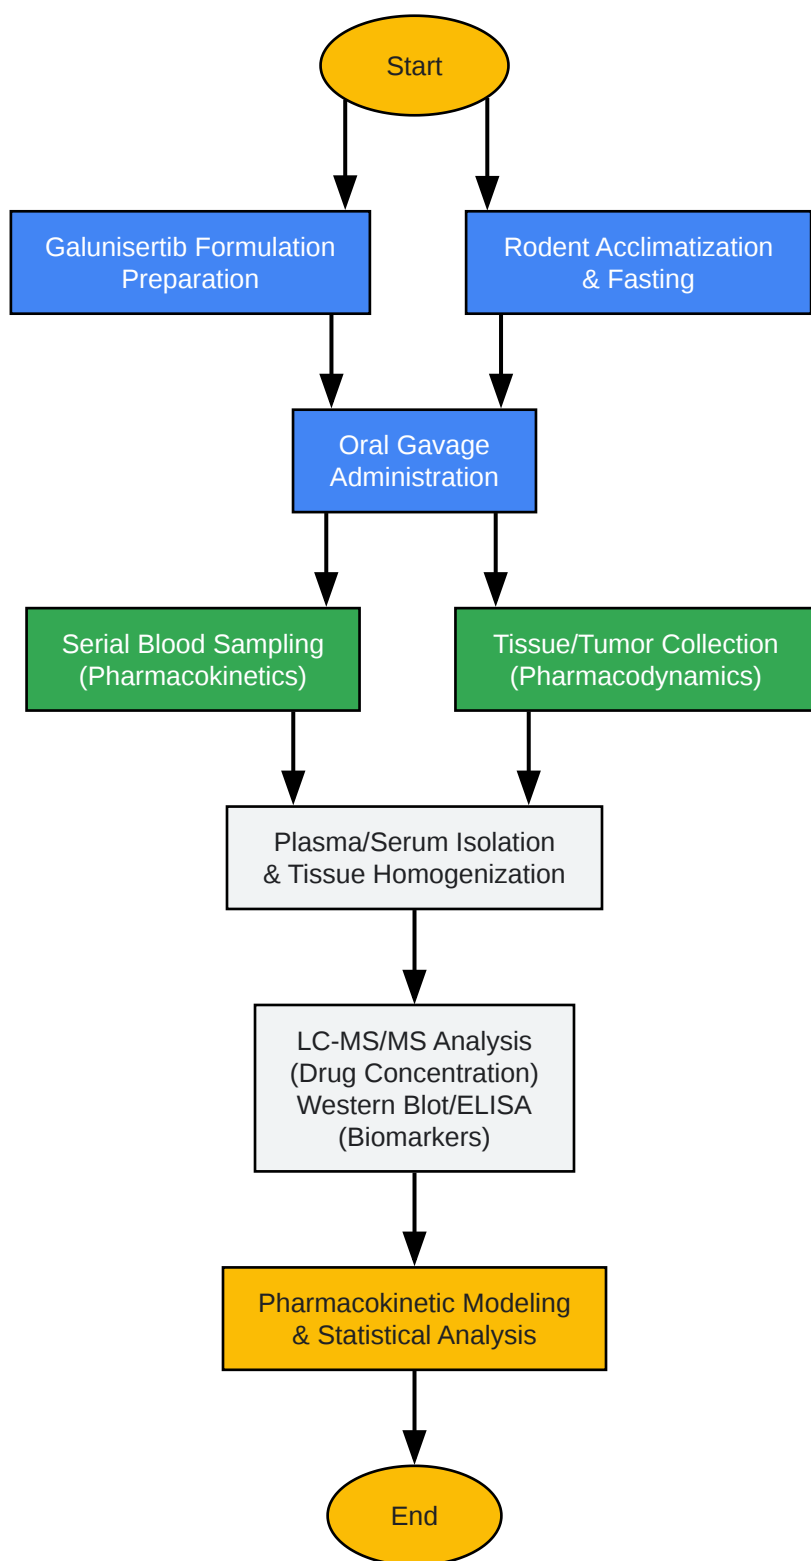 Start
Galunisertib Formulation
Preparation
Rodent Acclimatization
& Fasting
Oral Gavage
Administration
Serial Blood Sampling
(Pharmacokinetics)
Tissue/Tumor Collection
(Pharmacodynamics)
Plasma/Serum Isolation
& Tissue Homogenization
LC-MS/MS Analysis
(Drug Concentration)
Western Blot/ELISA
(Biomarkers)
Pharmacokinetic Modeling
& Statistical Analysis
End